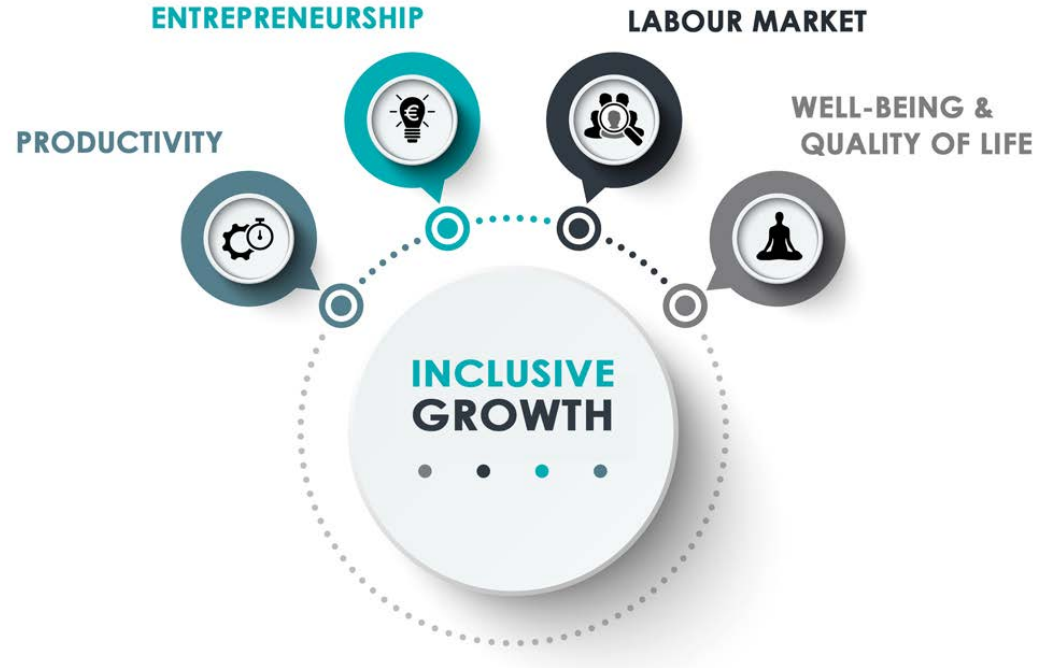 ENTREPRENEURSHIP
LABOUR MARKET
PRODUCTIVITY
€
WELL-BEING &
QUALITY OF LIFE
INCLUSIVE
GROWTH